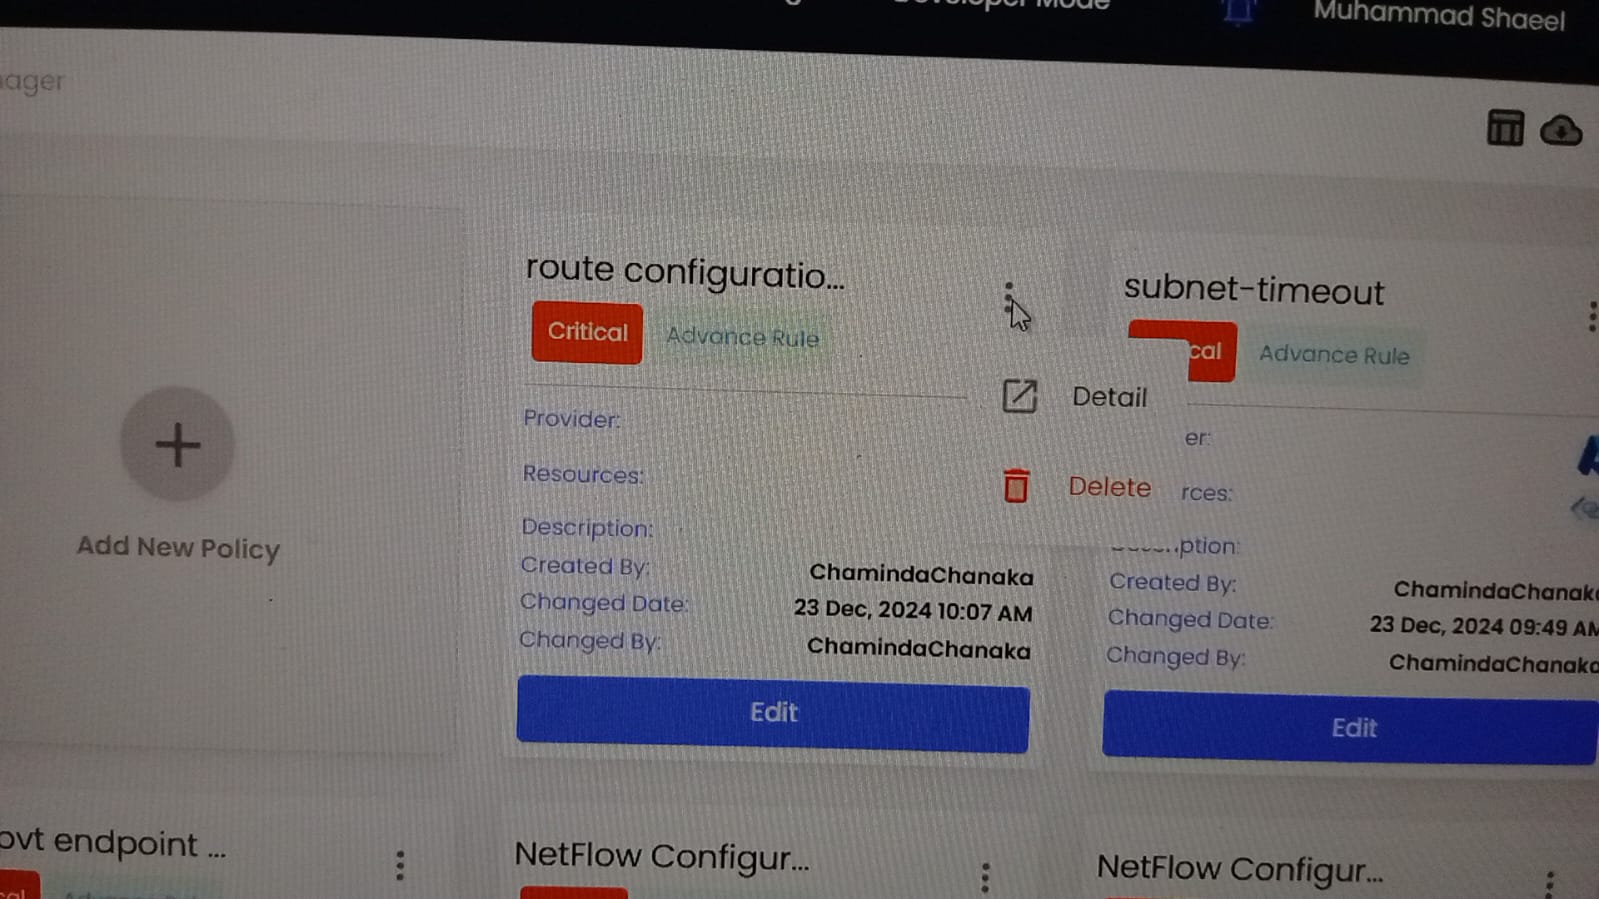 Developer Mode
Muhammad Shaeel
ager
route configuratio...
Critical
Advance Rule
Provider:
Resources:
Description:
Created By:
ChamindaChanaka
Changed Date:
23 Dec, 2024 10:07 AM
Changed By:
ChamindaChanaka
Edit
Detail
Delete
subnet-timeout
cal
Advance Rule
er:
rces:
ption:
Created By:
ChamindaChanak
Changed Date:
23 Dec, 2024 09:49 AM
Changed By:
ChamindaChanaka
Edit
Add New Policy
ovt endpoint ...
NetFlow Configur...
NetFlow Configur...